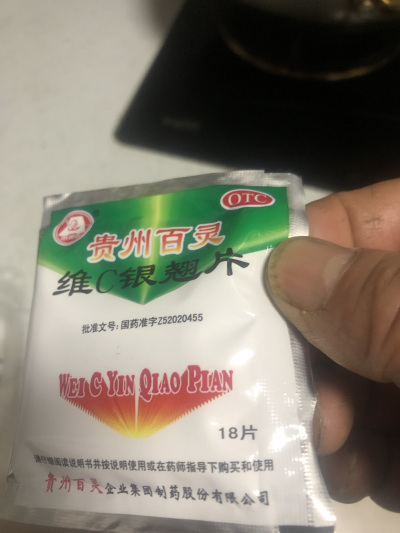 OTC
贵州百灵
维C银翘片
批准文号：国药准字Z52020455
WEI C YIN QIAO PIAN
18片
请仔细阅读说明书并按说明使用或在药师指导下购买和使用
贵州百灵企业集团制药股份有限公司